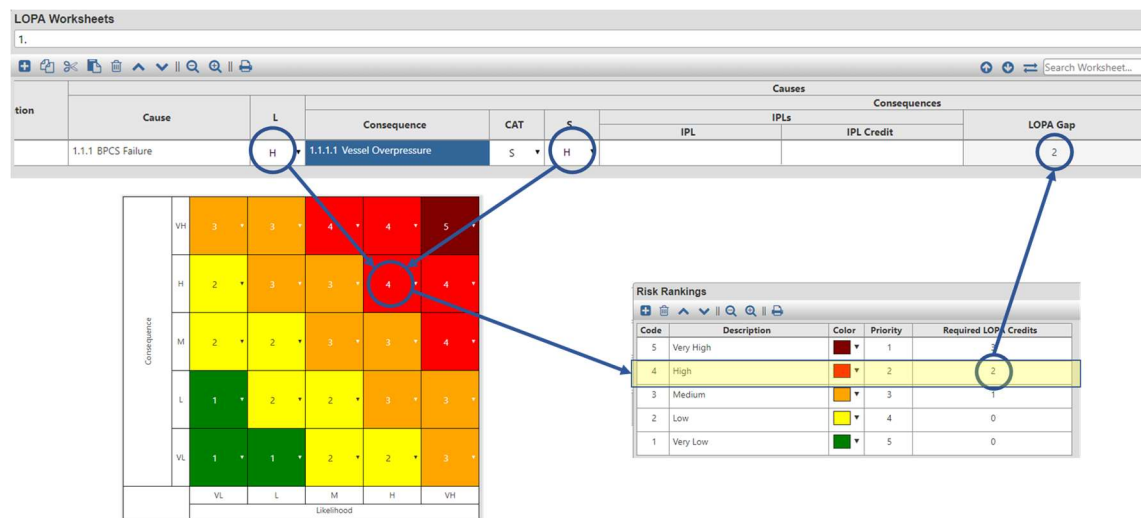 LOPA Worksheets
1.
Search Worksheet...
Causes
Consequences
tion Cause L Consequence CAT S IPLs LOPA Gap
IPL IPL Credit
1.1.1 BPCS Failure H 1.1.1.1 Vessel Overpressure S H 2
VH 3 3 4 4 5
H 2 3 3 4 4
M 2 2 3 3 4
L 1 2 2 3 3
VL 1 1 2 2 3
Consequence
VL L M H VH
Likelihood
Risk Rankings
Code Description Color Priority Required LOPA Credits
5 Very High 1 3
4 High 2 2
3 Medium 3 1
2 Low 4 0
1 Very Low 5 0